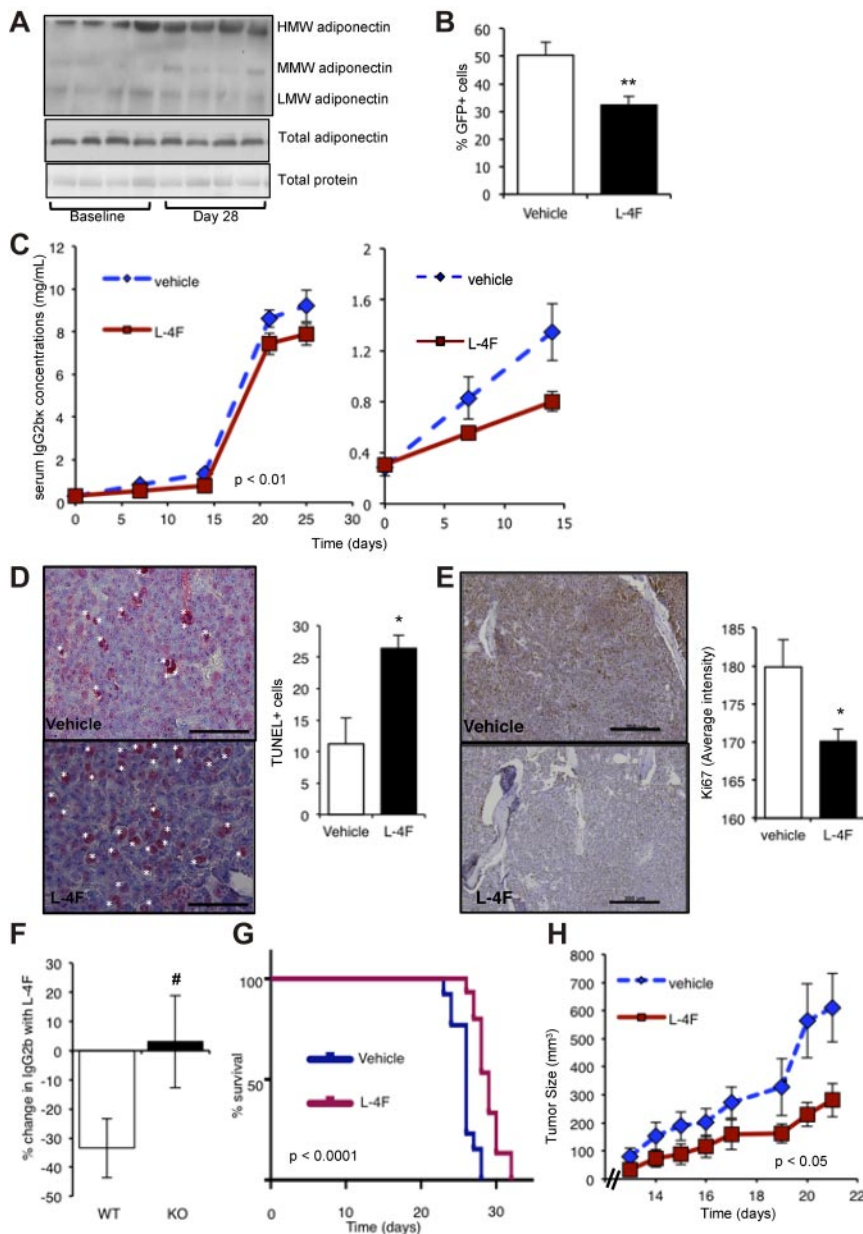 A
HMW adiponectin
MMW adiponectin
LMW adiponectin
Total adiponectin
Total protein
Baseline
Day 28
B
% GFP+ cells
60
50
40
30
20
10
0
**
Vehicle
L-4F
C
serum IgG2bκ concentrations (mg/mL)
12
10
8
6
4
2
0
vehicle
L-4F
p < 0.01
0 5 10 15 20 25 30
2
1.6
1.2
0.8
0.4
0
vehicle
L-4F
0 5 10 15
Time (days)
D
Vehicle
L-4F
TUNEL+ cells
30
25
20
15
10
5
0
*
Vehicle
L-4F
E
Vehicle
L-4F
Ki67 (Average intensity)
185
180
175
170
165
160
*
vehicle
L-4F
F
% change in IgG2b with L-4F
30
20
10
0
-10
-20
-30
-40
-50
#
WT
KO
G
% survival
100
50
Vehicle
L-4F
p < 0.0001
0 10 20 30
Time (days)
H
Tumor Size (mm³)
800
700
600
500
400
300
200
100
0
vehicle
L-4F
p < 0.05
14 16 17 19 21 22
Time (days)